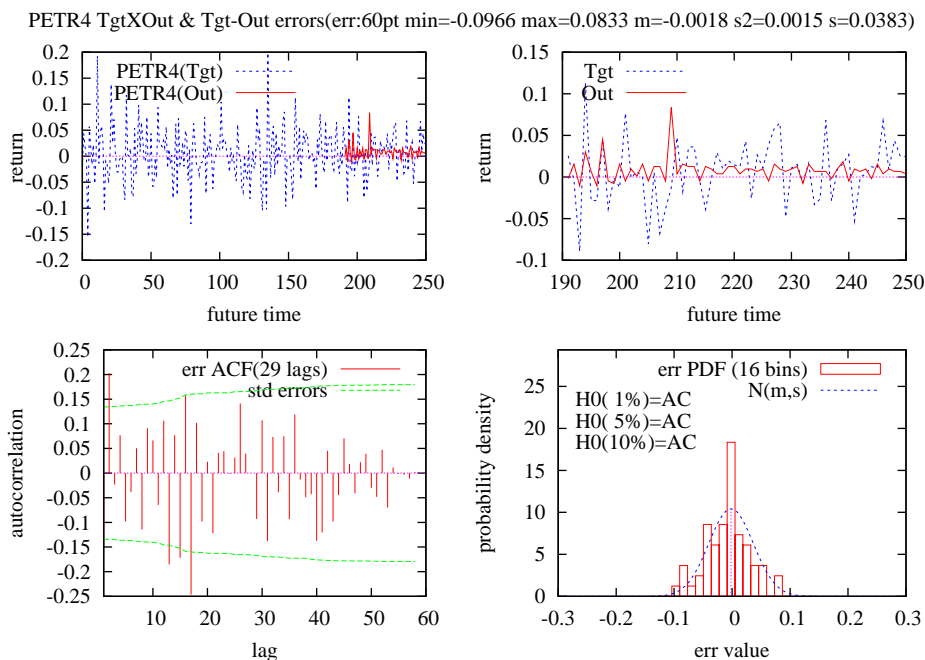 PETR4 TgtXOut & Tgt-Out errors(err:60pt min=-0.0966 max=0.0833 m=-0.0018 s2=0.0015 s=0.0383)
0.2
0.15
0.1
0.05
0
-0.05
-0.1
-0.15
-0.2
return
PETR4(Tgt)
PETR4(Out)
0 50 100 150 200 250
future time
0.15
0.1
0.05
0
0.05
0.1
return
Tgt
Out
190 200 210 220 230 240 250
future time
0.25
0.2
0.15
0.1
0.05
0
-0.05
-0.1
-0.15
-0.2
-0.25
autocorrelation
err ACF(29 lags)
std errors
10 20 30 40 50 60
lag
25
20
15
10
5
0
probability density
err PDF (16 bins)
N(m,s)
H0( 1%)=AC
H0( 5%)=AC
H0(10%)=AC
-0.3 -0.2 -0.1 0 0.1 0.2 0.3
err value